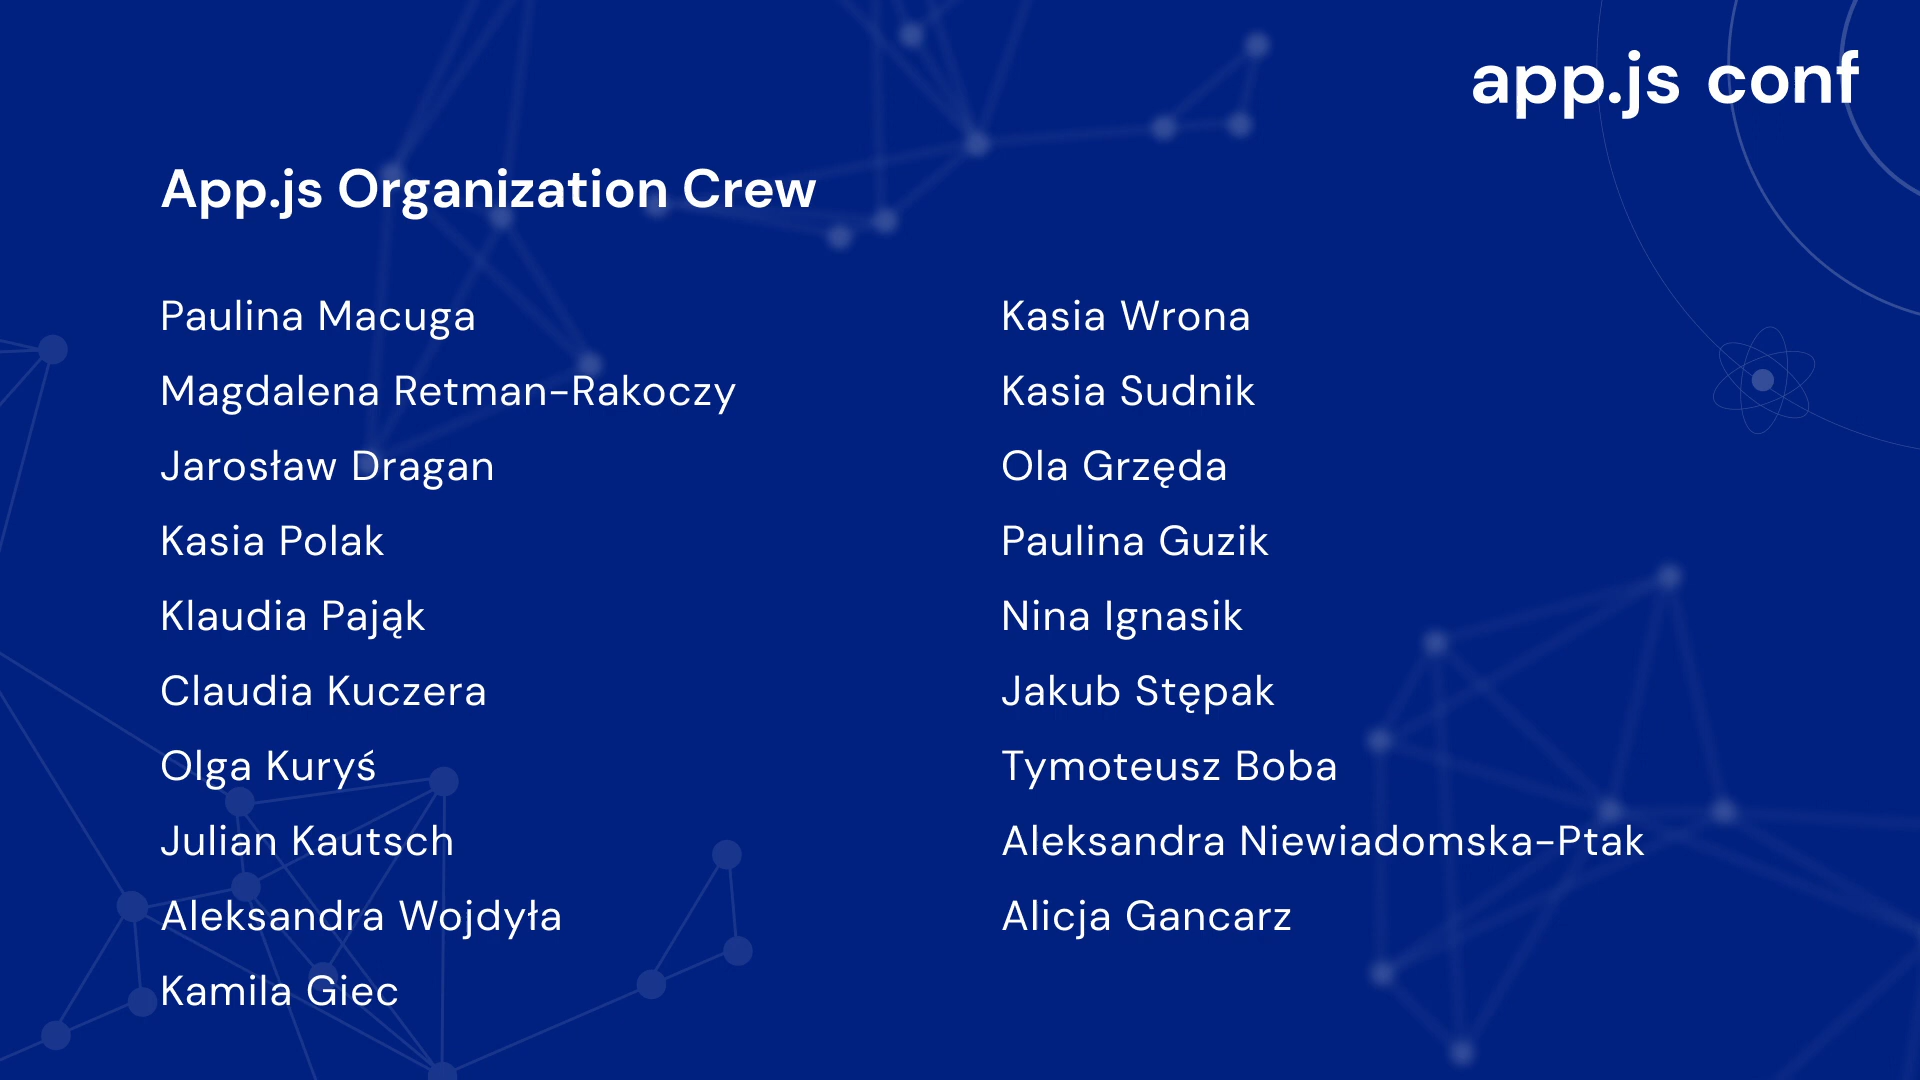 app.js conf
App.js Organization Crew
Paulina Macuga
Magdalena Retman-Rakoczy
Jarosław Dragan
Kasia Polak
Klaudia Pająk
Claudia Kuczera
Olga Kuryś
Julian Kautsch
Aleksandra Wojdyła
Kamila Giec
Kasia Wrona
Kasia Sudnik
Ola Grzęda
Paulina Guzik
Nina Ignasik
Jakub Stępak
Tymoteusz Boba
Aleksandra Niewiadomska-Ptak
Alicja Gancarz